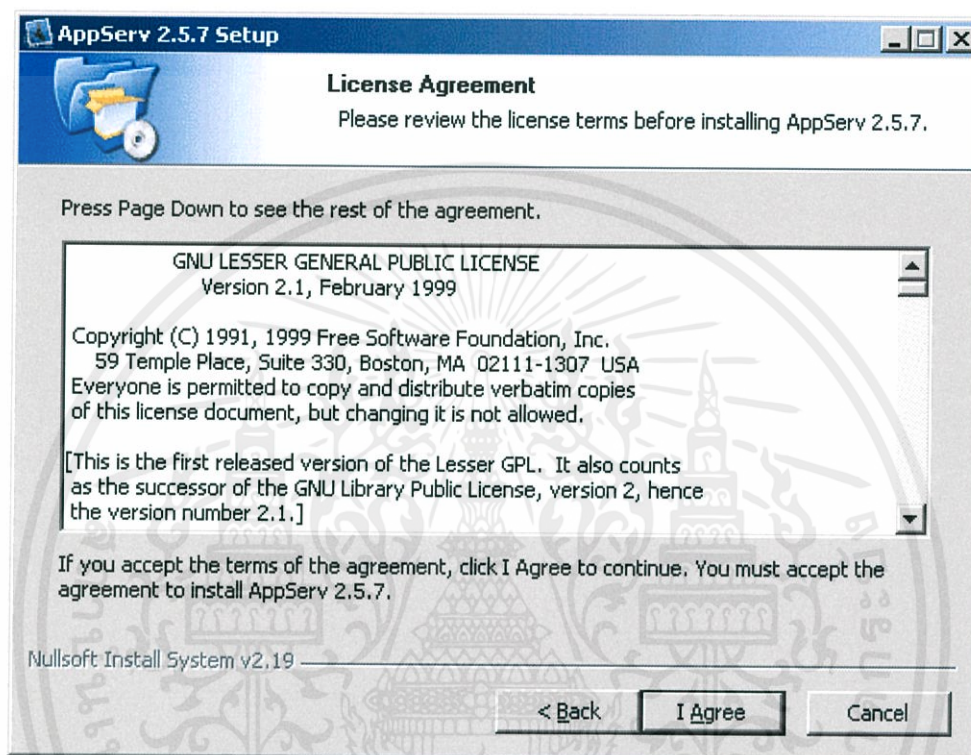 AppServ 2.5.7 Setup
License Agreement
Please review the license terms before installing AppServ 2.5.7.
Press Page Down to see the rest of the agreement.
GNU LESSER GENERAL PUBLIC LICENSE
Version 2.1, February 1999
Copyright (C) 1991, 1999 Free Software Foundation, Inc.
59 Temple Place, Suite 330, Boston, MA 02111-1307 USA
Everyone is permitted to copy and distribute verbatim copies
of this license document, but changing it is not allowed.
[This is the first released version of the Lesser GPL. It also counts
as the successor of the GNU Library Public License, version 2, hence
the version number 2.1.]
If you accept the terms of the agreement, click I Agree to continue. You must accept the
agreement to install AppServ 2.5.7.
Nullsoft Install System v2.19
< Back
I Agree
Cancel